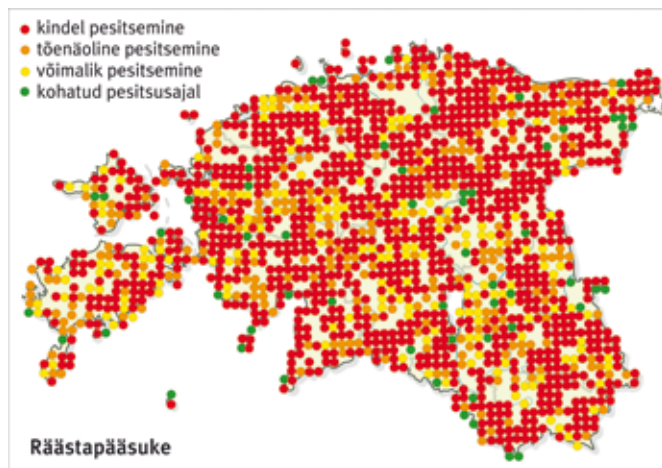 kindel pesitsemine
tõenäoline pesitsemine
võimalik pesitsemine
kohatud pesitsusajal
Räästapääsuke